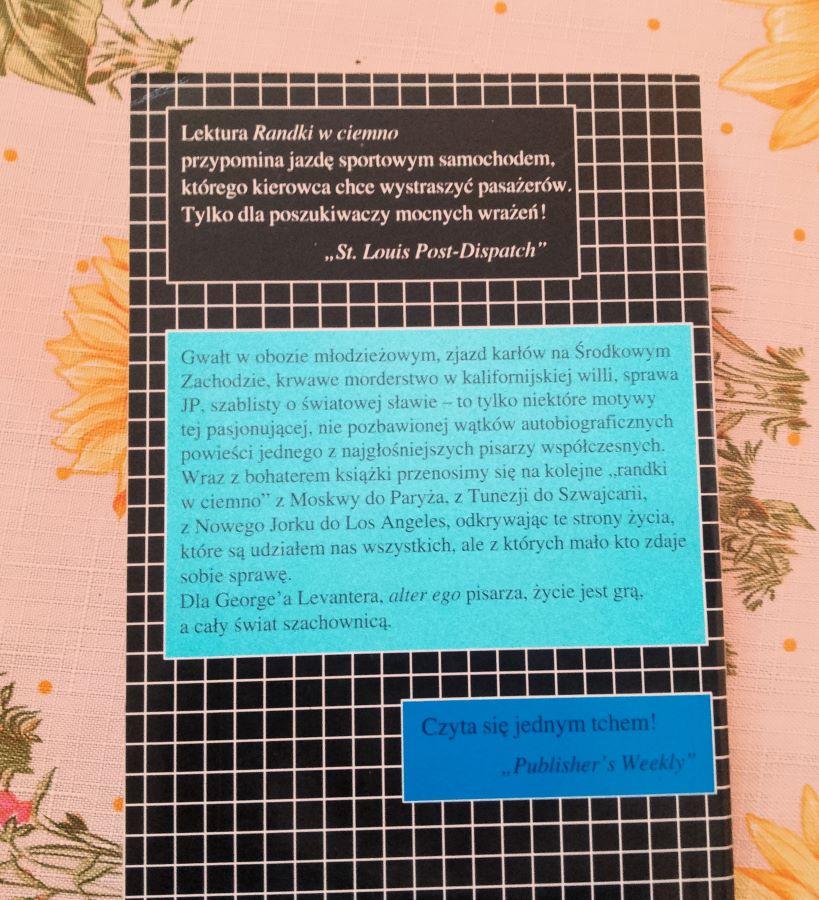 Lektura Randki w ciemno
przypomina jazdę sportowym samochodem,
którego kierowca chce wystraszyć pasażerów.
Tylko dla poszukiwaczy mocnych wrażeń!
„St. Louis Post-Dispatch”
Gwałt w obozie młodzieżowym, zjazd karłów na Środkowym
Zachodzie, krwawe morderstwo w kalifornijskiej willi, sprawa
JP, szablisty o światowej sławie – to tylko niektóre motywy
tej pasjonującej, nie pozbawionej wątków autobiograficznych
powieści jednego z najgłośniejszych pisarzy współczesnych.
Wraz z bohaterem książki przenosimy się na kolejne „randki
w ciemno” z Moskwy do Paryża, z Tunezji do Szwajcarii,
z Nowego Jorku do Los Angeles, odkrywając te strony życia,
które są udziałem nas wszystkich, ale z których mało kto zdaje
sobie sprawę.
Dla George’a Levantera, alter ego pisarza, życie jest grą,
a cały świat szachownicą.
Czyta się jednym tchem!
„Publisher’s Weekly”